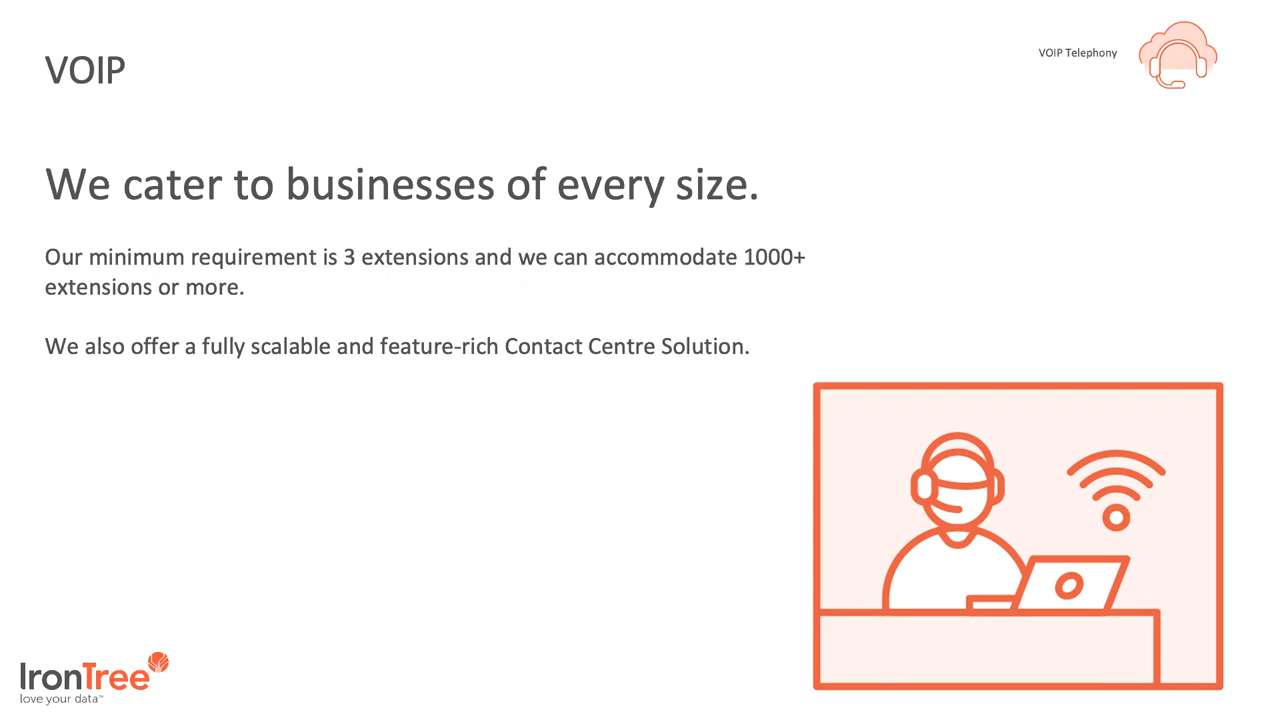 VOIP
VOIP Telephony
We cater to businesses of every size.
Our minimum requirement is 3 extensions and we can accommodate 1000+
extensions or more.
We also offer a fully scalable and feature-rich Contact Centre Solution.
IronTree
love your data™